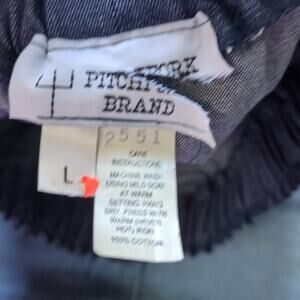 PITCHFORK
BRAND
2551
CARE
INSTRUCTIONS
MACHINE WASH
USING MILD SOAP
AT WARM
SETTING. HANG
DRY. PRESS WITH
WARM (NEVER
HOT) IRON
100% COTTON
L